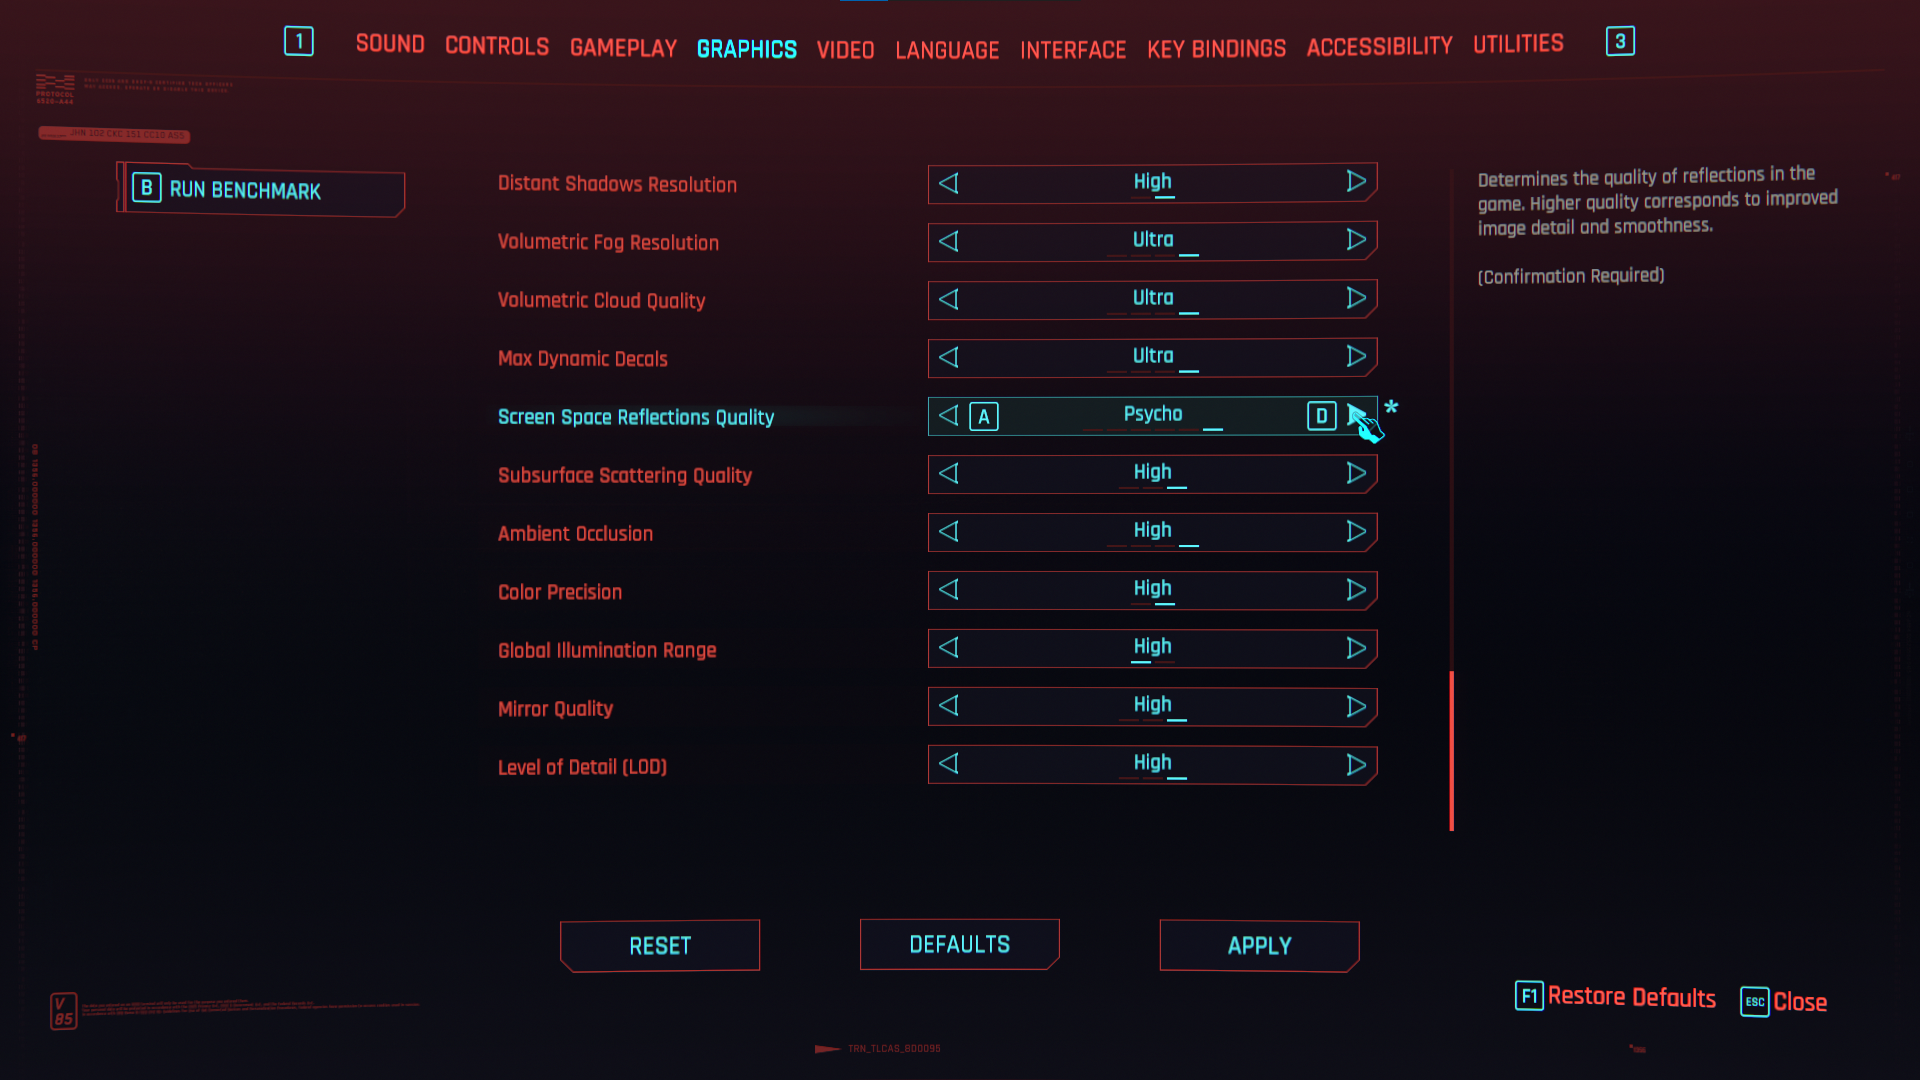 1 SOUND CONTROLS GAMEPLAY GRAPHICS VIDEO LANGUAGE INTERFACE KEY BINDINGS ACCESSIBILITY UTILITIES 3
PROTOCOL
6520-A44
B RUN BENCHMARK
Distant Shadows Resolution High
Volumetric Fog Resolution Ultra
Volumetric Cloud Quality Ultra
Max Dynamic Decals Ultra
Screen Space Reflections Quality A Psycho D *
Subsurface Scattering Quality High
Ambient Occlusion High
Color Precision High
Global Illumination Range High
Mirror Quality High
Level of Detail (LOD) High
Determines the quality of reflections in the
game. Higher quality corresponds to improved
image detail and smoothness.
(Confirmation Required)
RESET DEFAULTS APPLY
F1 Restore Defaults ESC Close
V
85
TRN_TLCAS_800095